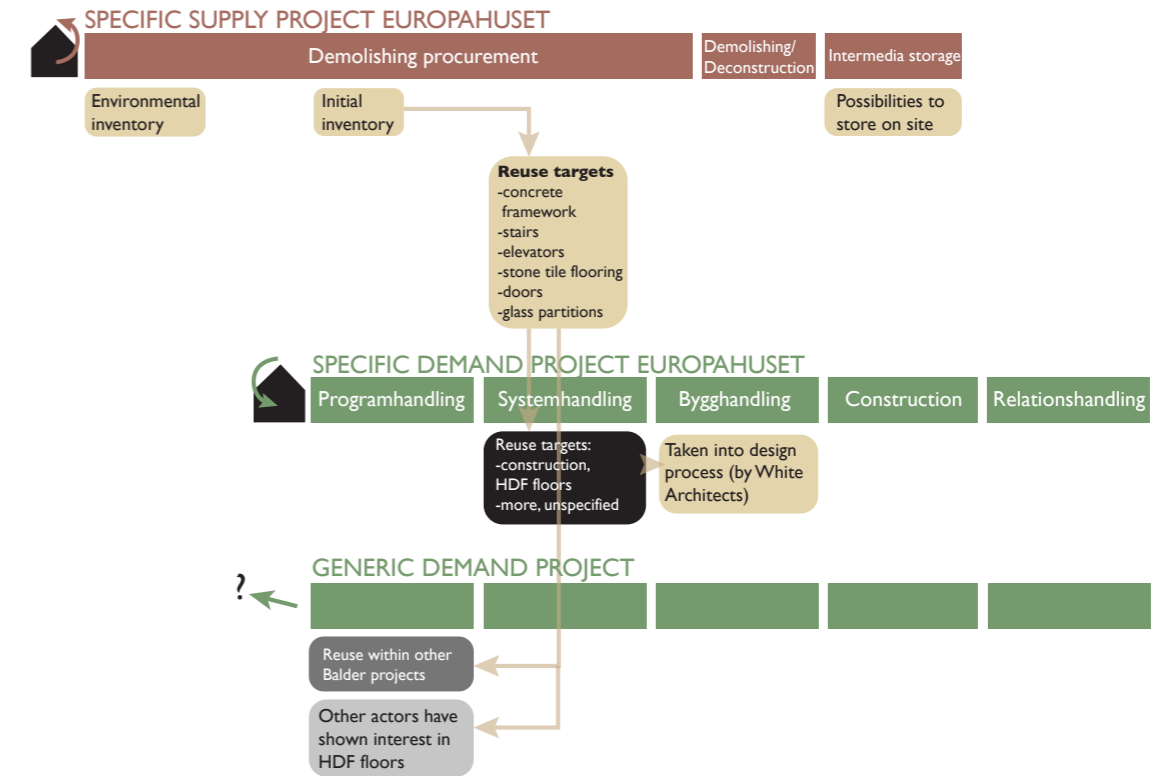 SPECIFIC SUPPLY PROJECT EUROPAHUSET
Demolishing procurement
Demolishing/
Deconstruction
Intermedia storage
Environmental
inventory
Initial
inventory
Possibilities to
store on site
Reuse targets
-concrete
framework
-stairs
-elevators
-stone tile flooring
-doors
-glass partitions
SPECIFIC DEMAND PROJECT EUROPAHUSET
Programhandling
Systemhandling
Bygghandling
Construction
Relationshandling
Reuse targets:
-construction,
HDF floors
-more, unspecified
Taken into design
process (by White
Architects)
GENERIC DEMAND PROJECT
?
Reuse within other
Balder projects
Other actors have
shown interest in
HDF floors